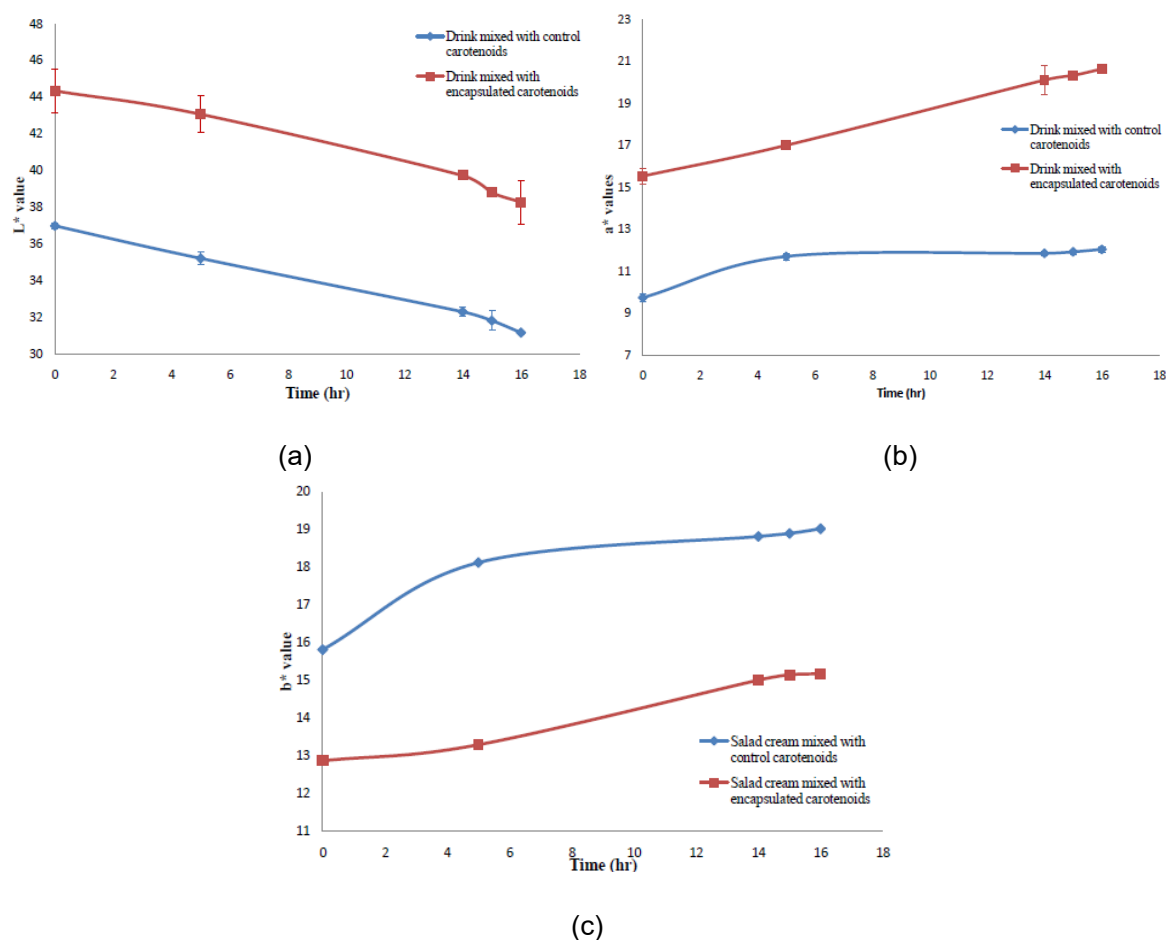 48
46
44
42
40
38
36
34
32
30
L* value
0 2 4 6 8 10 12 14 16 18
Time (hr)
Drink mixed with control
carotenoids
Drink mixed with
encapsulated carotenoids
(a)
23
21
19
17
15
13
11
9
7
a* values
0 2 4 6 8 10 12 14 16 18
Time (hr)
Drink mixed with control
carotenoids
Drink mixed with
encapsulated carotenoids
(b)
20
19
18
17
16
15
14
13
12
11
b* value
0 2 4 6 8 10 12 14 16 18
Time (hr)
Salad cream mixed with
control carotenoids
Salad cream mixed with
encapsulated carotenoids
(c)